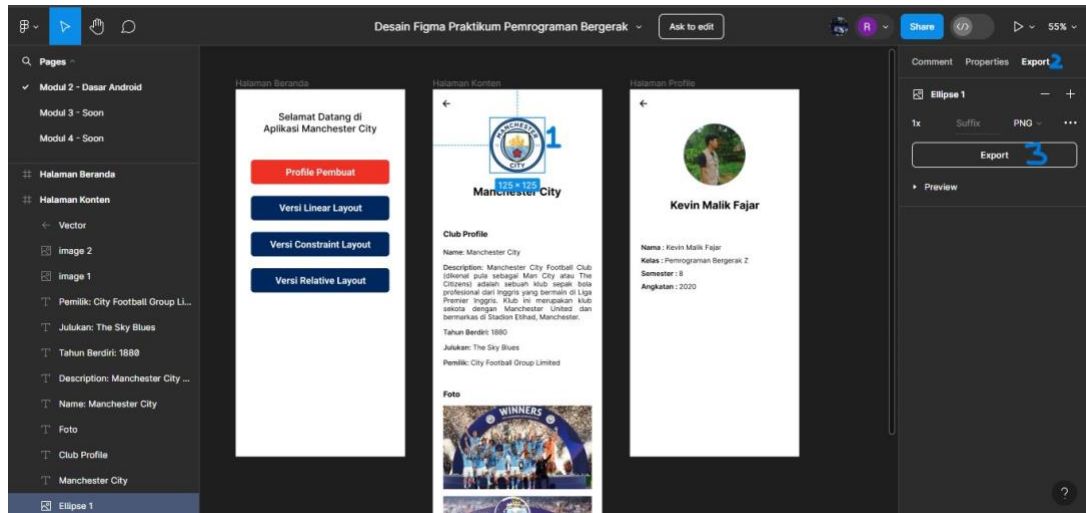 Desain Figma Praktikum Pemrograman Bergerak
Ask to edit
R
Share
55%
Pages
Modul 2 - Dasar Android
Modul 3 - Soon
Modul 4 - Soon
Halaman Beranda
Halaman Konten
Vector
image 2
image 1
Pemilik: City Football Group Li...
Julukan: The Sky Blues
Tahun Berdiri: 1880
Description: Manchester City ...
Name: Manchester City
Foto
Club Profile
Manchester City
Ellipse 1
Halaman Beranda
Selamat Datang di
Aplikasi Manchester City
Profile Pembuat
Versi Linear Layout
Versi Constraint Layout
Versi Relative Layout
Halaman Konten
MANCHESTER
CITY
1
125 × 125
Manchester City
Club Profile
Name: Manchester City
Description: Manchester City Football Club
(dikenal pula sebagai Man City atau The
Citizens) adalah sebuah klub sepak bola
profesional dari Inggris yang bermain di Liga
Premier Inggris. Klub ini merupakan klub
sekota dengan Manchester United dan
bermarkas di Stadion Etihad, Manchester.
Tahun Berdiri: 1880
Julukan: The Sky Blues
Pemilik: City Football Group Limited
Foto
WINNERS
Halaman Profile
Kevin Malik Fajar
Nama : Kevin Malik Fajar
Kelas : Pemrograman Bergerak Z
Semester : 8
Angkatan : 2020
Comment Properties Export 2
Ellipse 1
1x Suffix PNG
Export 3
Preview
?